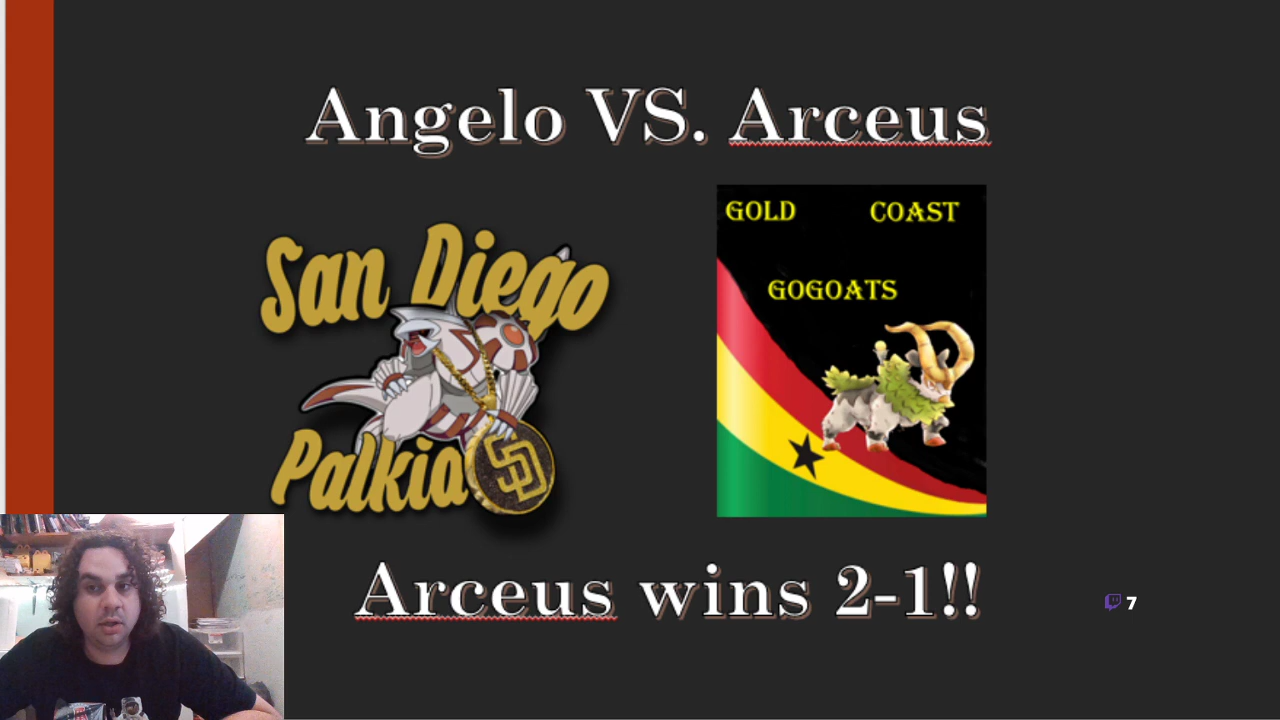 Angelo VS. Arceus
San Diego
Palkia
SD
GOLD COAST
GOGOATS
Arceus wins 2-1!!
7